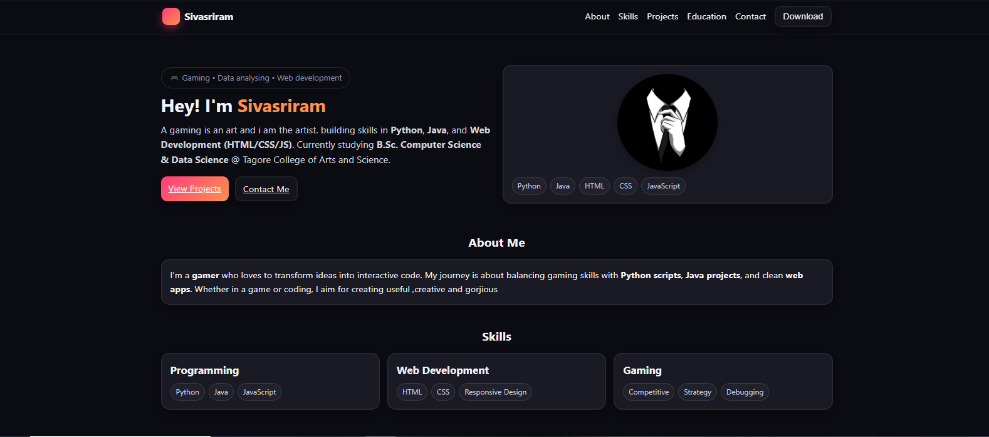 Sivasriram
About Skills Projects Education Contact Download
🎮 Gaming • Data analysing • Web development
Hey! I'm Sivasriram
A gaming is an art and i am the artist. building skills in Python, Java, and Web
Development (HTML/CSS/JS). Currently studying B.Sc. Computer Science
& Data Science @ Tagore College of Arts and Science.
View Projects Contact Me
Python Java HTML CSS JavaScript
About Me
I'm a gamer who loves to transform ideas into interactive code. My journey is about balancing gaming skills with Python scripts, Java projects, and clean web
apps. Whether in a game or coding, I aim for creating useful ,creative and gorjious
Skills
Programming
Python Java JavaScript
Web Development
HTML CSS Responsive Design
Gaming
Competitive Strategy Debugging